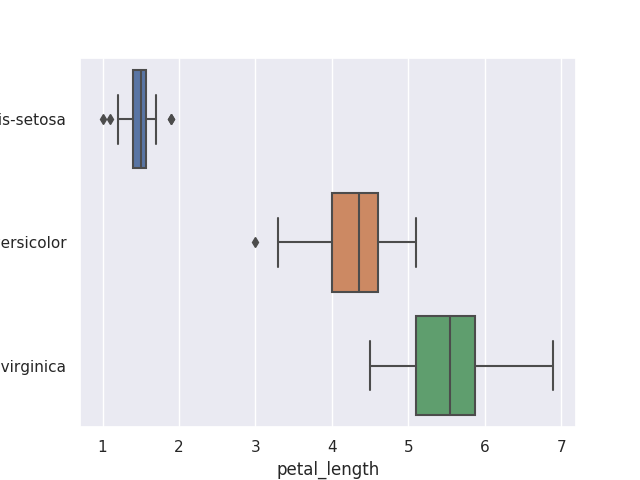 is-setosa
ersicolor
virginica
1 2 3 4 5 6 7
petal_length